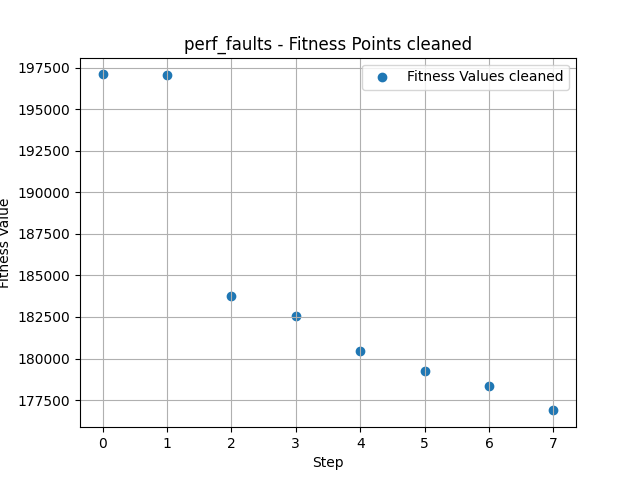 perf_faults - Fitness Points cleaned
Fitness Values cleaned
197500
195000
192500
190000
187500
185000
182500
180000
177500
Fitness Value
0 1 2 3 4 5 6 7
Step